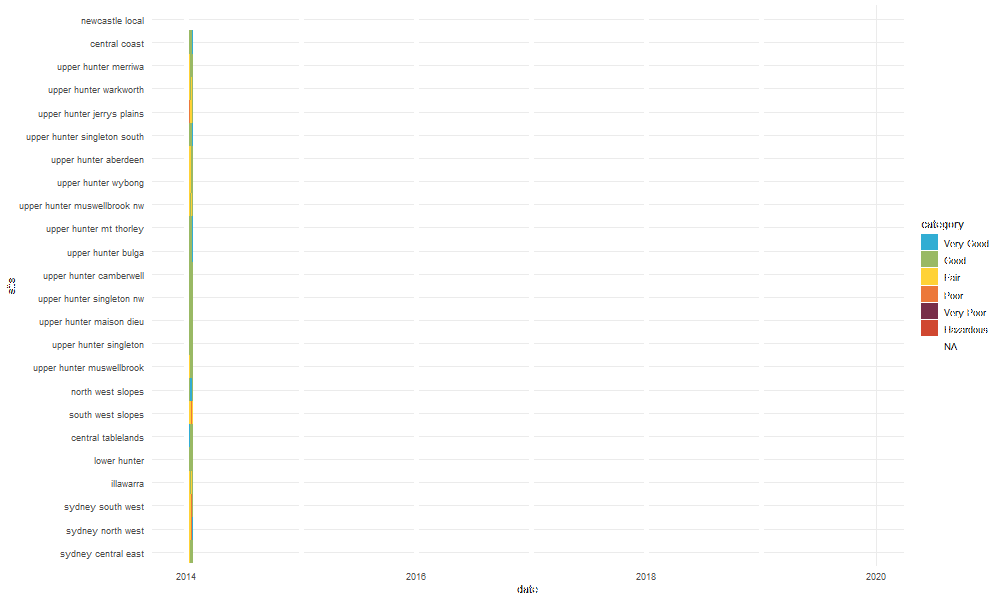 newcastle local
central coast
upper hunter merriwa
upper hunter warkworth
upper hunter jerrys plains
upper hunter singleton south
upper hunter aberdeen
upper hunter wybong
upper hunter muswellbrook nw
upper hunter mt thorley
upper hunter bulga
upper hunter camberwell
upper hunter singleton nw
upper hunter maison dieu
upper hunter singleton
upper hunter muswellbrook
north west slopes
south west slopes
central tablelands
lower hunter
illawarra
sydney south west
sydney north west
sydney central east
site
2014 2016 2018 2020
date
category
Very Good
Good
Fair
Poor
Very Poor
Hazardous
NA